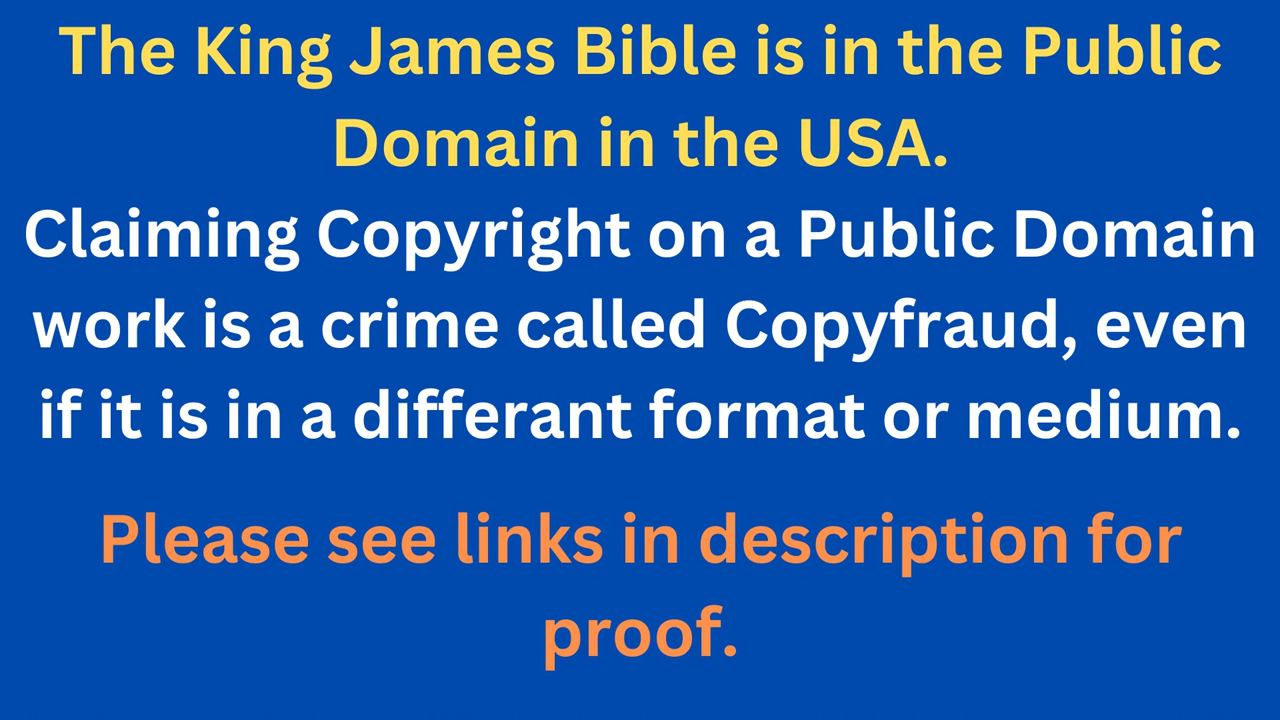 The King James Bible is in the Public
Domain in the USA.
Claiming Copyright on a Public Domain
work is a crime called Copyfraud, even
if it is in a differant format or medium.
Please see links in description for
proof.